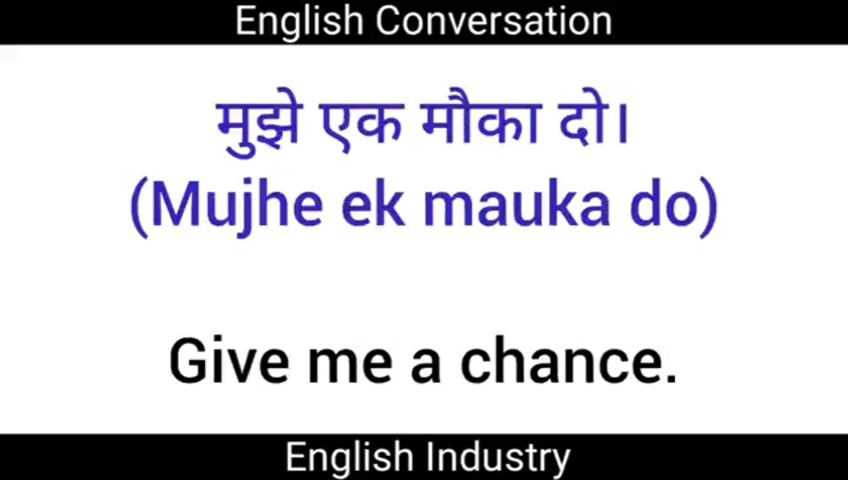 English Conversation
मुझे एक मौका दो।
(Mujhe ek mauka do)
Give me a chance.
English Industry